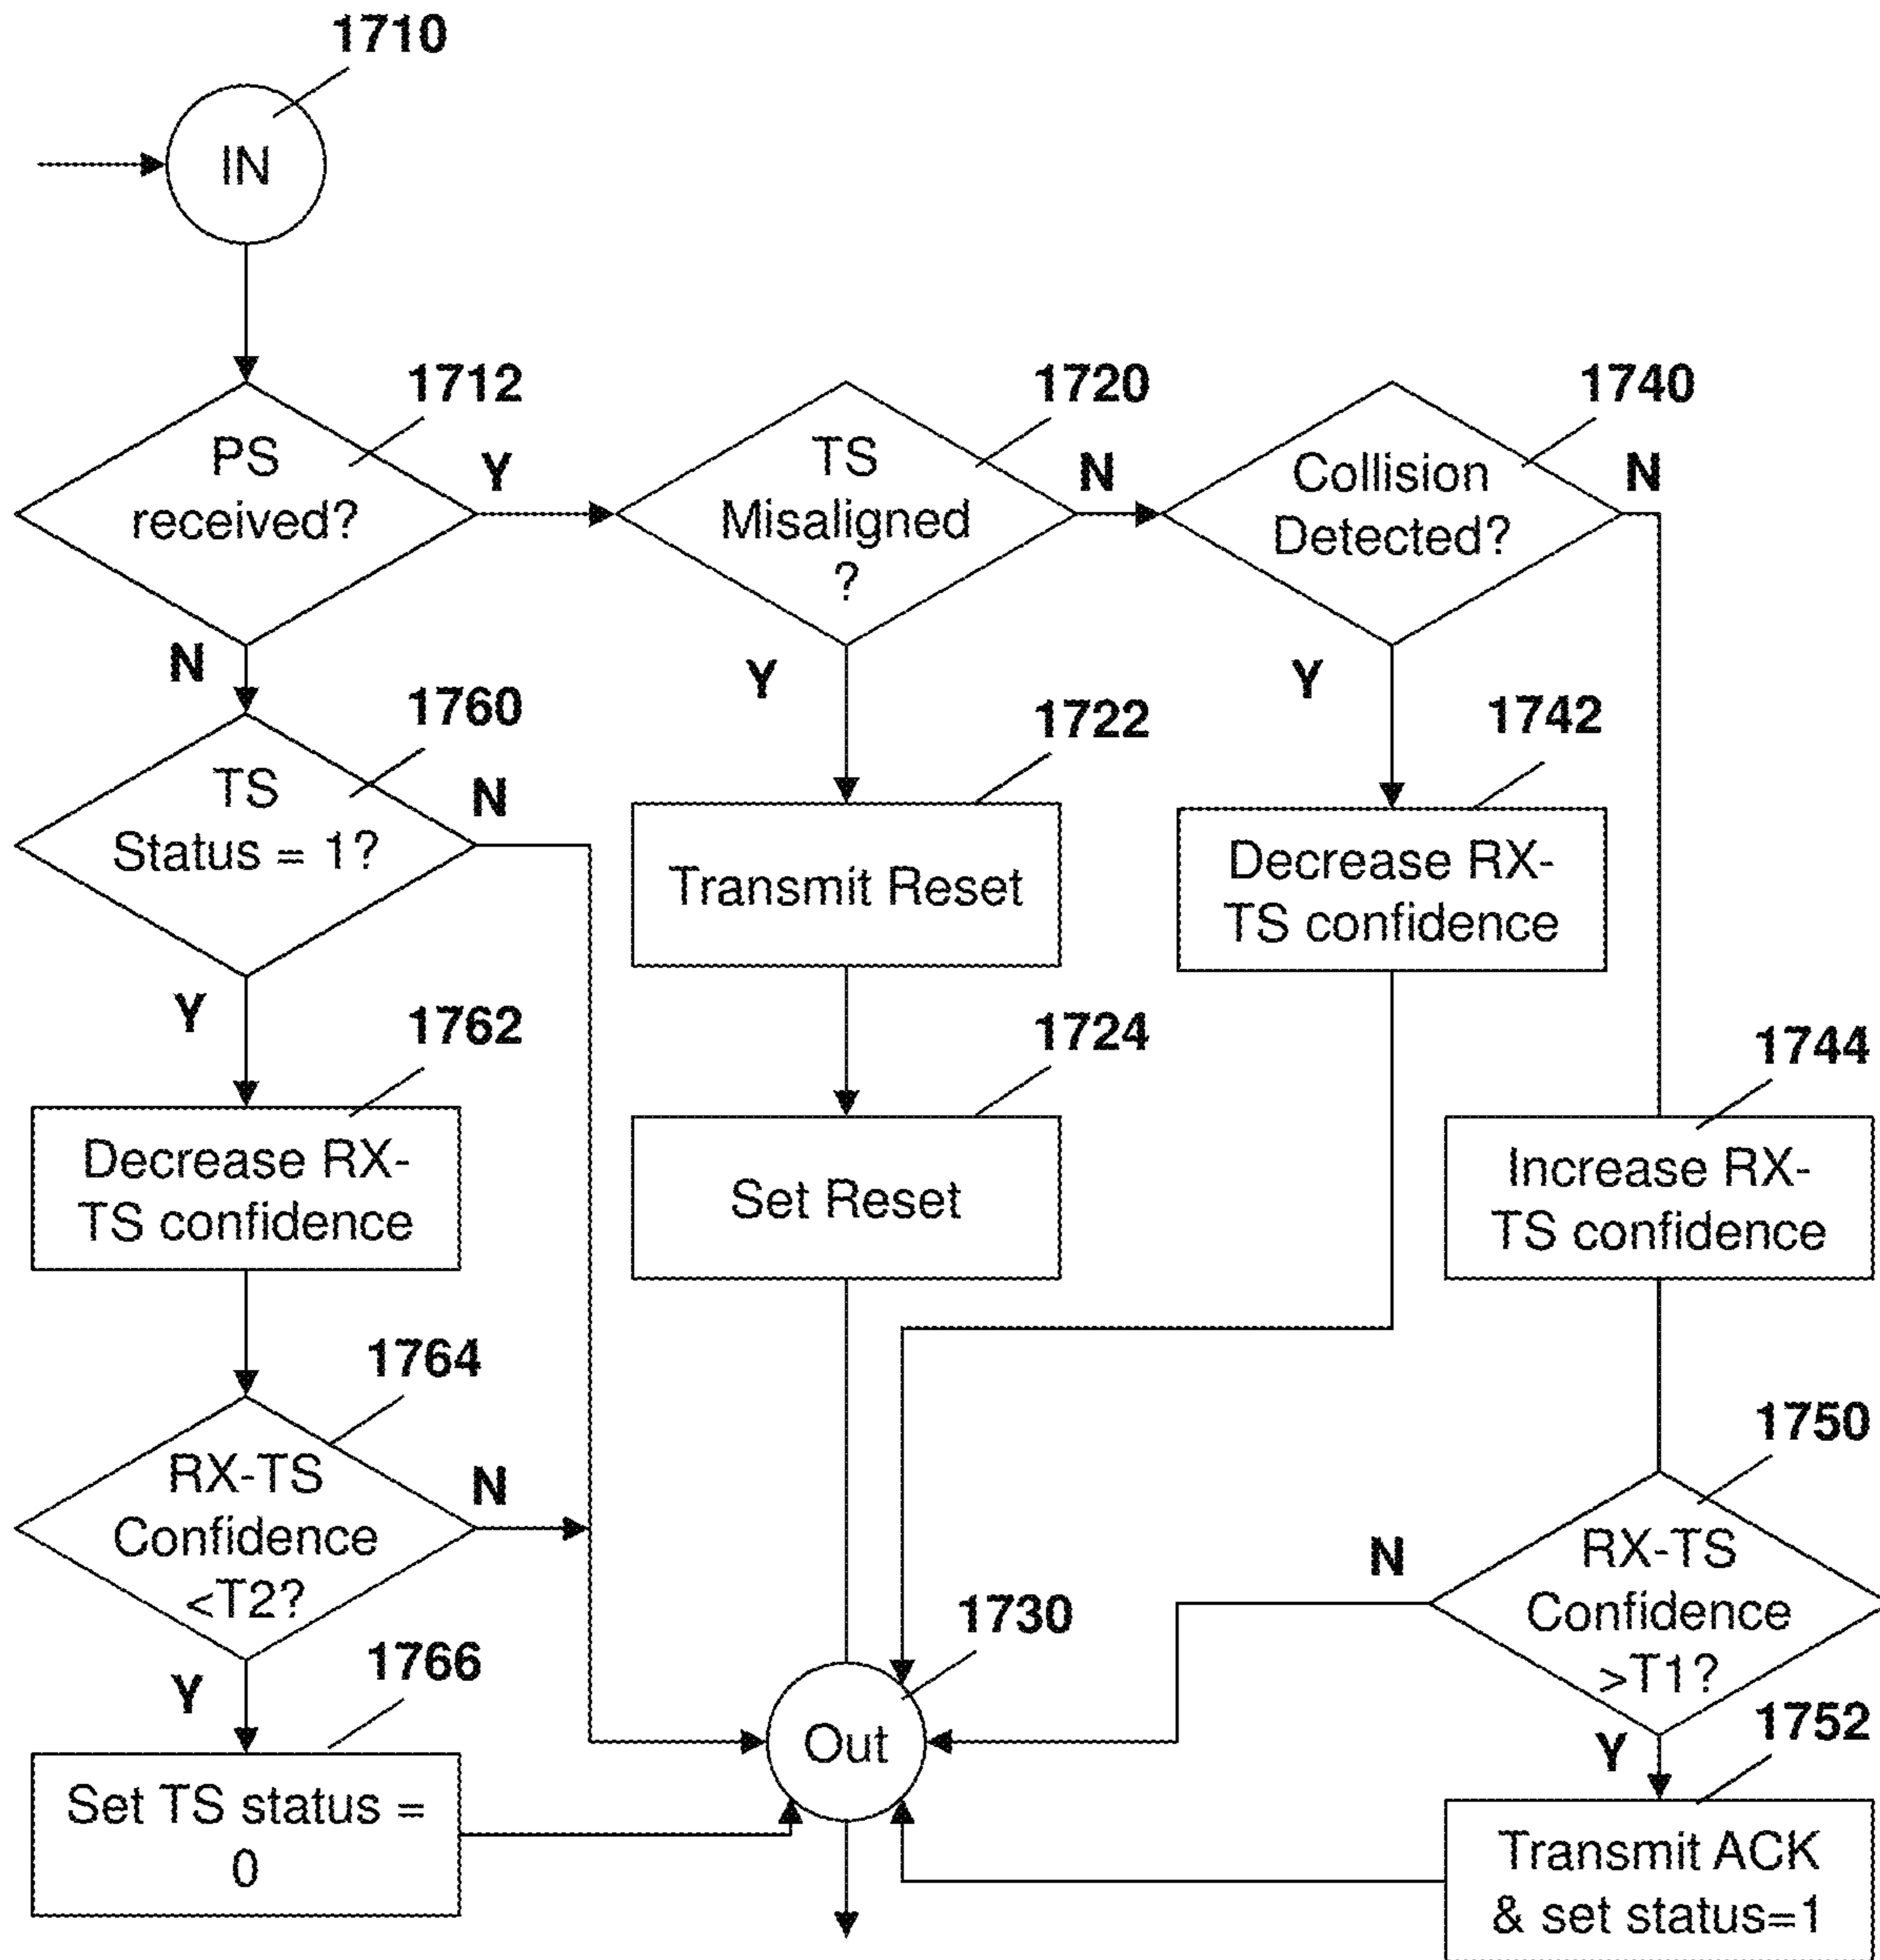 1710
IN
1712
PS
received?
Y
N
1720
TS
Misaligned
?
N
Y
1740
Collision
Detected?
N
Y
1760
TS
Status = 1?
N
Y
1722
Transmit Reset
1742
Decrease RX-
TS confidence
1762
Decrease RX-
TS confidence
1724
Set Reset
1744
Increase RX-
TS confidence
1764
RX-TS
Confidence
<T2?
N
Y
1750
RX-TS
Confidence
>T1?
N
Y
1730
Out
1766
Set TS status =
0
1752
Transmit ACK
& set status=1